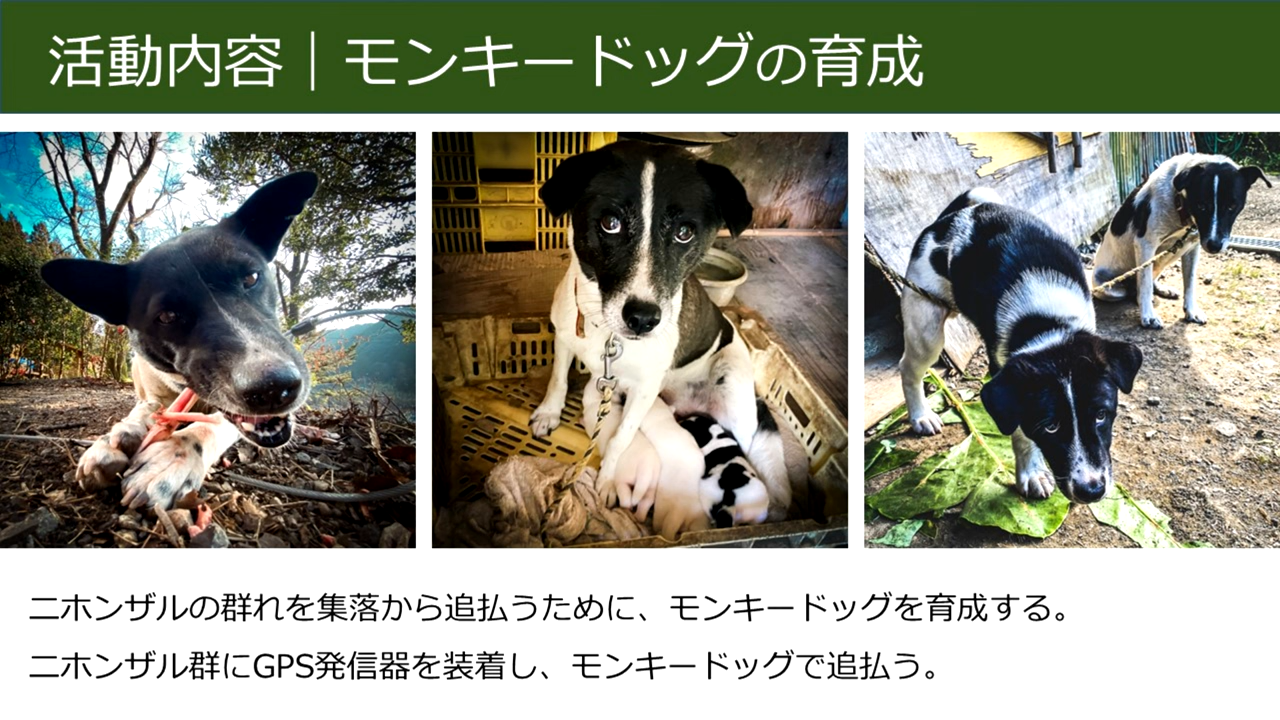 活動内容｜モンキードッグの育成
ニホンザルの群れを集落から追払うために、モンキードッグを育成する。
ニホンザル群にGPS発信器を装着し、モンキードッグで追払う。